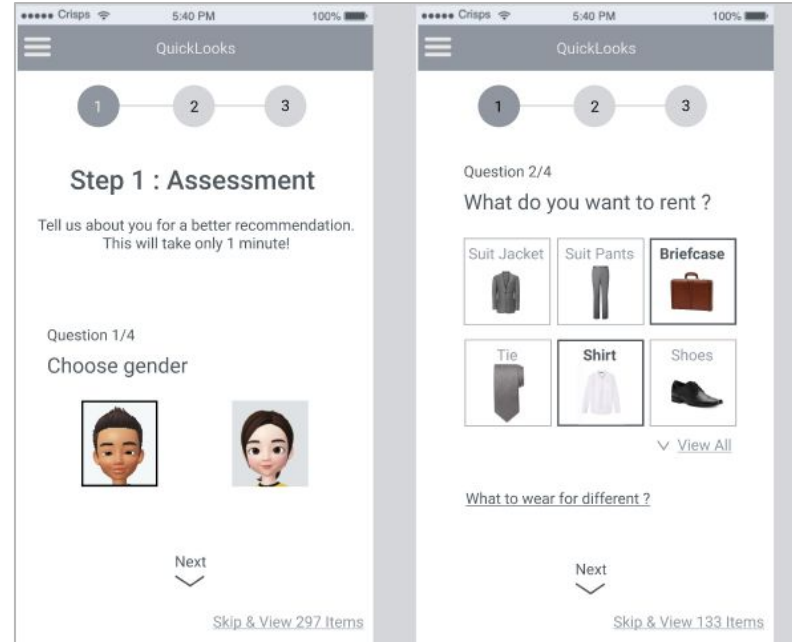 Crisps 5:40 PM 100%
QuickLooks
1 2 3
Step 1 : Assessment
Tell us about you for a better recommendation.
This will take only 1 minute!
Question 1/4
Choose gender
Next
Skip & View 297 Items
Crisps 5:40 PM 100%
QuickLooks
1 2 3
Question 2/4
What do you want to rent ?
Suit Jacket Suit Pants Briefcase
Tie Shirt Shoes
View All
What to wear for different ?
Next
Skip & View 133 Items